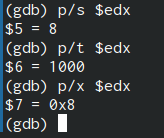 (gdb) p/s $edx
$5 = 8
(gdb) p/t $edx
$6 = 1000
(gdb) p/x $edx
$7 = 0x8
(gdb)